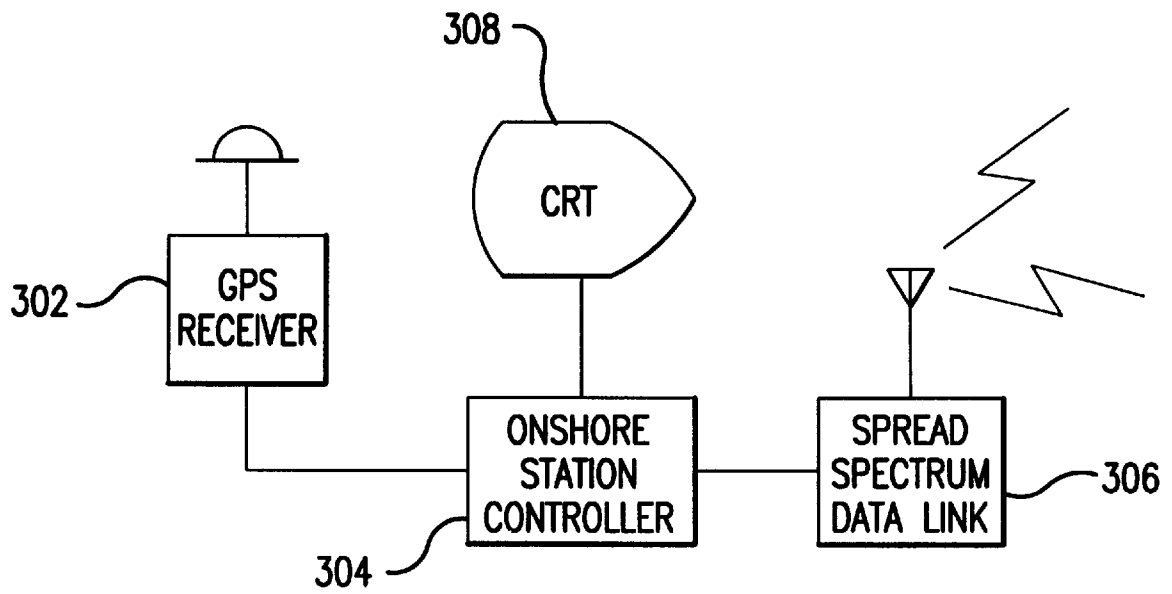 308
CRT
302
GPS
RECEIVER
ONSHORE
STATION
CONTROLLER
304
SPREAD
SPECTRUM
DATA LINK
306